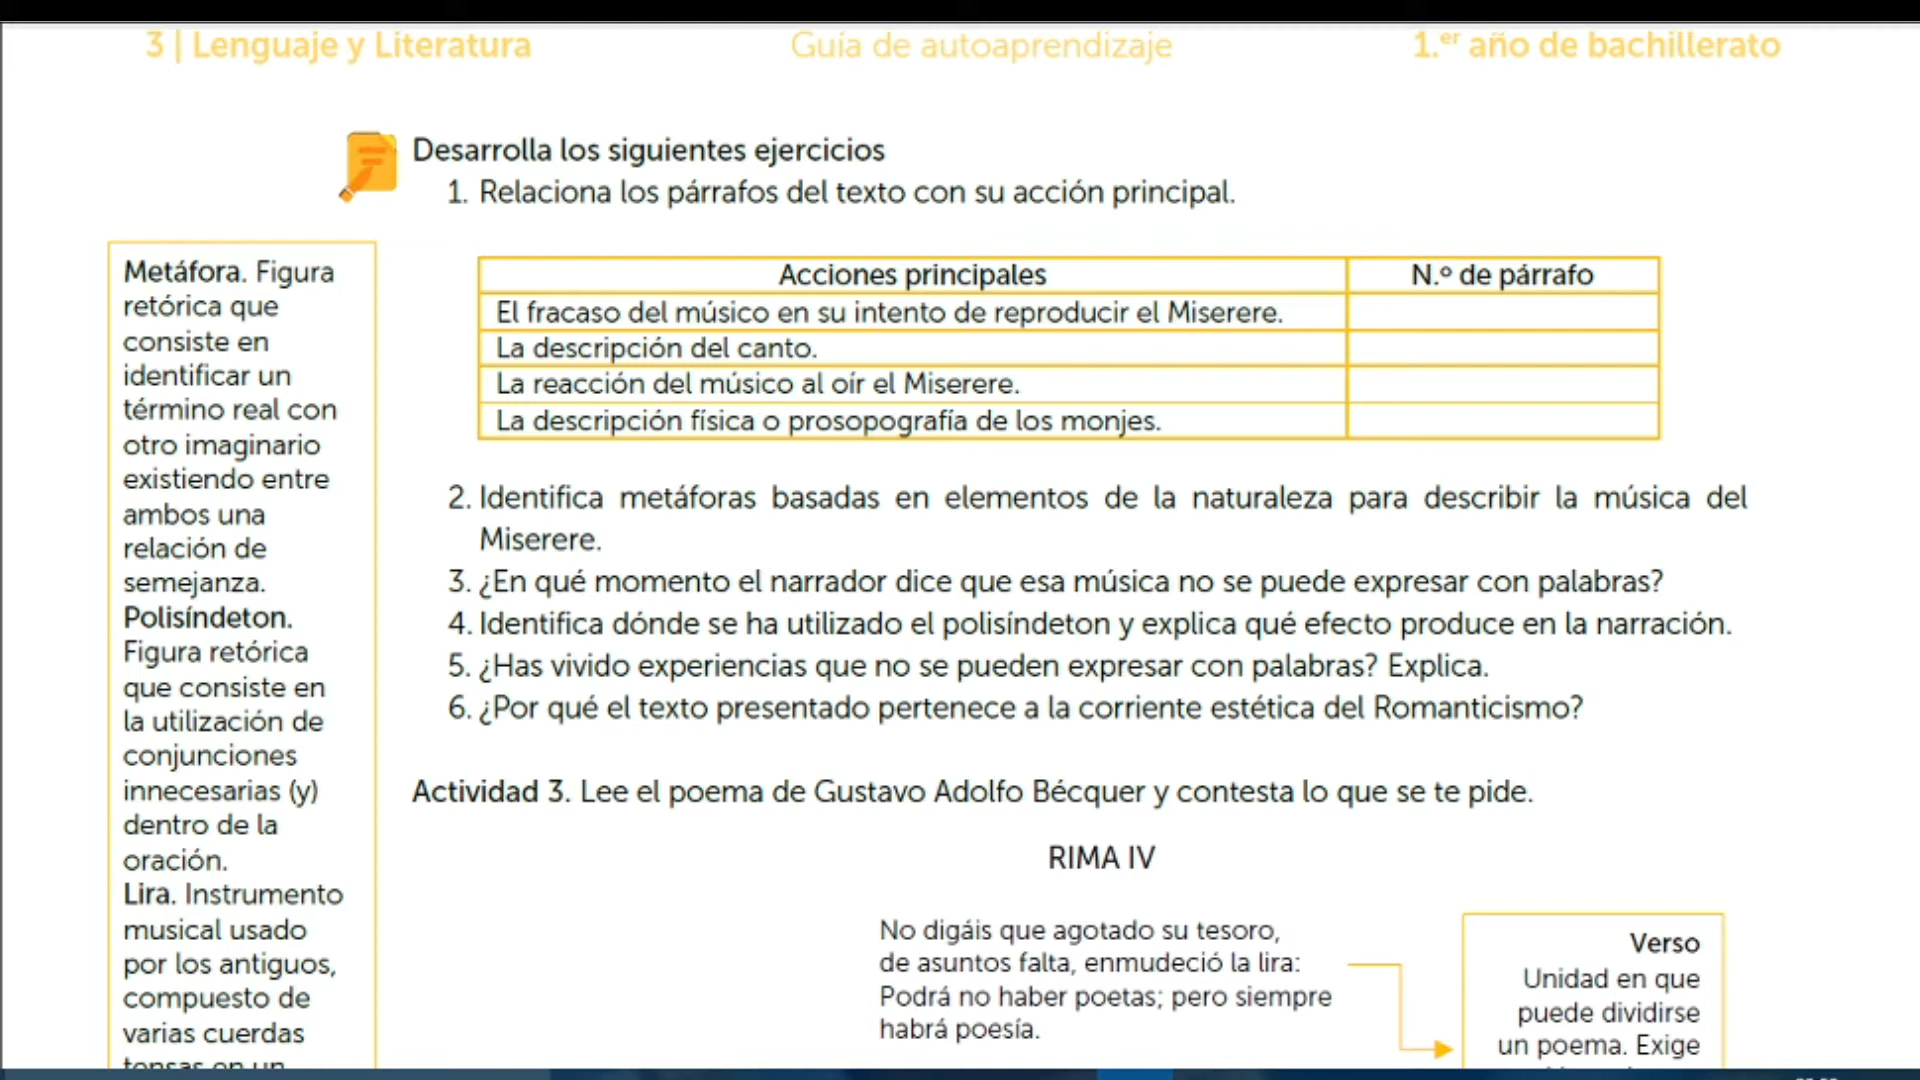 3 | Lenguaje y Literatura
Guía de autoaprendizaje
1.er año de bachillerato
Desarrolla los siguientes ejercicios
1. Relaciona los párrafos del texto con su acción principal.
Acciones principales
N.º de párrafo
El fracaso del músico en su intento de reproducir el Miserere.
La descripción del canto.
La reacción del músico al oír el Miserere.
La descripción física o prosopografía de los monjes.
2. Identifica metáforas basadas en elementos de la naturaleza para describir la música del
Miserere.
3. ¿En qué momento el narrador dice que esa música no se puede expresar con palabras?
4. Identifica dónde se ha utilizado el polisíndeton y explica qué efecto produce en la narración.
5. ¿Has vivido experiencias que no se pueden expresar con palabras? Explica.
6. ¿Por qué el texto presentado pertenece a la corriente estética del Romanticismo?
Metáfora. Figura
retórica que
consiste en
identificar un
término real con
otro imaginario
existiendo entre
ambos una
relación de
semejanza.
Polisíndeton.
Figura retórica
que consiste en
la utilización de
conjunciones
innecesarias (y)
dentro de la
oración.
Lira. Instrumento
musical usado
por los antiguos,
compuesto de
varias cuerdas
tensas en un
Actividad 3. Lee el poema de Gustavo Adolfo Bécquer y contesta lo que se te pide.
RIMA IV
No digáis que agotado su tesoro,
de asuntos falta, enmudeció la lira:
Podrá no haber poetas; pero siempre
habrá poesía.
Verso
Unidad en que
puede dividirse
un poema. Exige